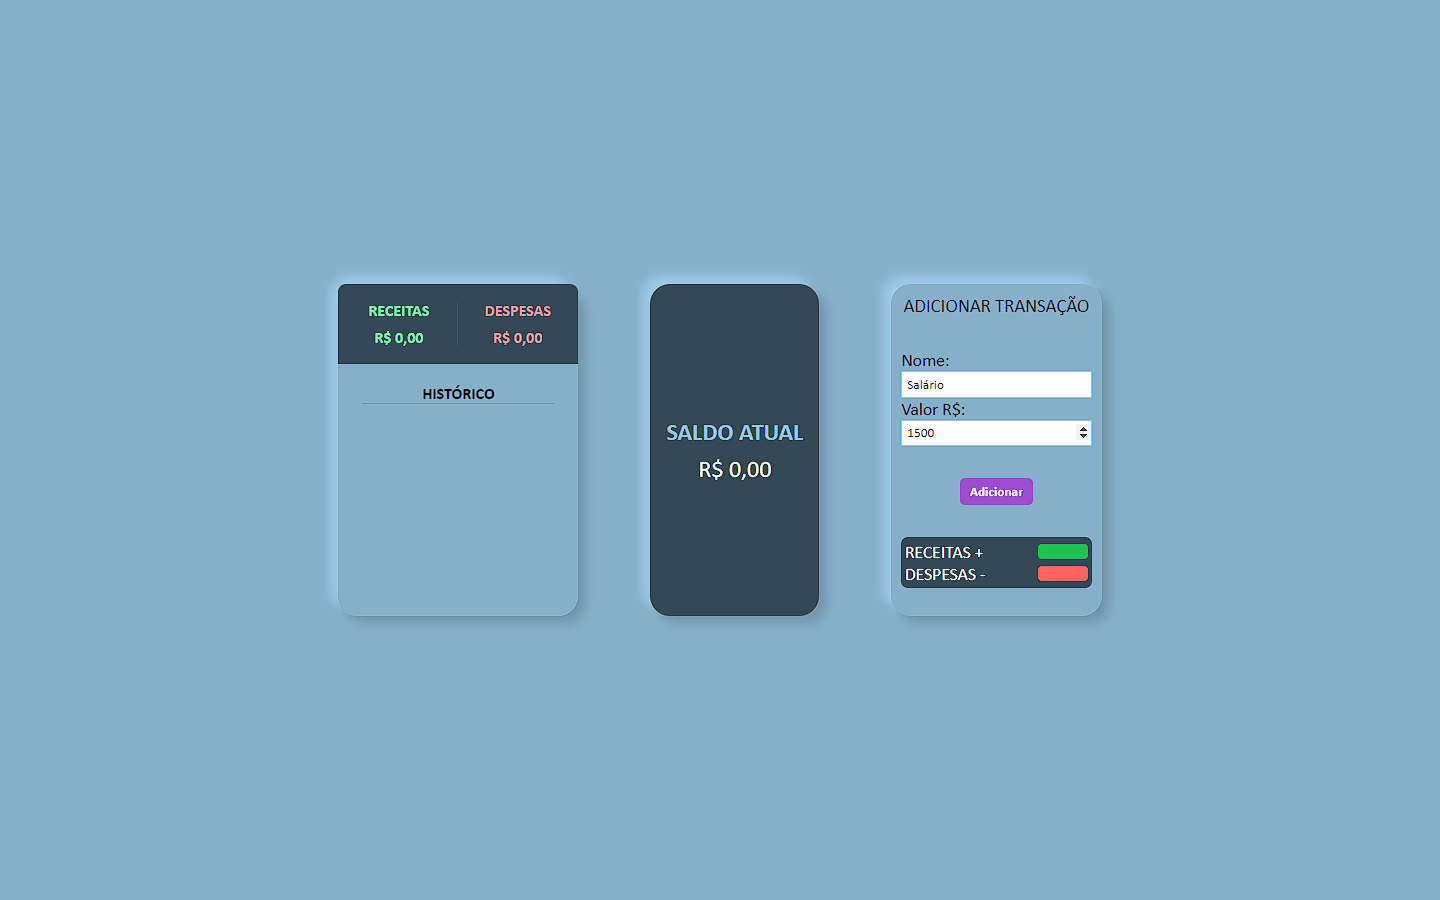 RECEITAS
R$ 0,00
DESPESAS
R$ 0,00
HISTÓRICO
SALDO ATUAL
R$ 0,00
ADICIONAR TRANSAÇÃO
Nome:
Salário
Valor R$:
1500
Adicionar
RECEITAS +
DESPESAS -